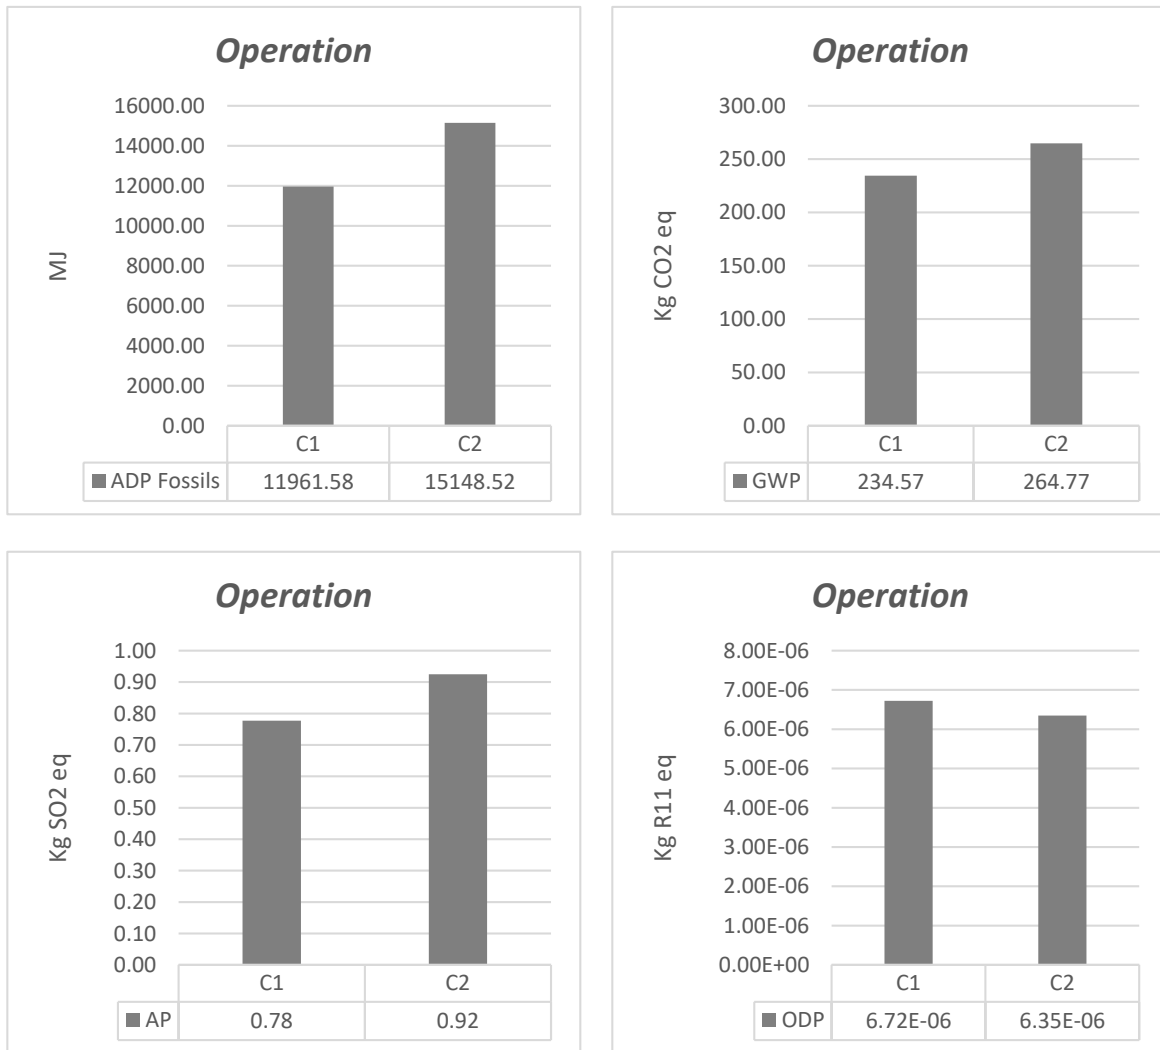 Operation
16000.00
14000.00
12000.00
10000.00
8000.00
6000.00
4000.00
2000.00
0.00
MJ
C1 C2
ADP Fossils 11961.58 15148.52
Operation
300.00
250.00
200.00
150.00
100.00
50.00
0.00
Kg CO2 eq
C1 C2
GWP 234.57 264.77
Operation
1.00
0.90
0.80
0.70
0.60
0.50
0.40
0.30
0.20
0.10
0.00
Kg SO2 eq
C1 C2
AP 0.78 0.92
Operation
8.00E-06
7.00E-06
6.00E-06
5.00E-06
4.00E-06
3.00E-06
2.00E-06
1.00E-06
0.00E+00
Kg R11 eq
C1 C2
ODP 6.72E-06 6.35E-06